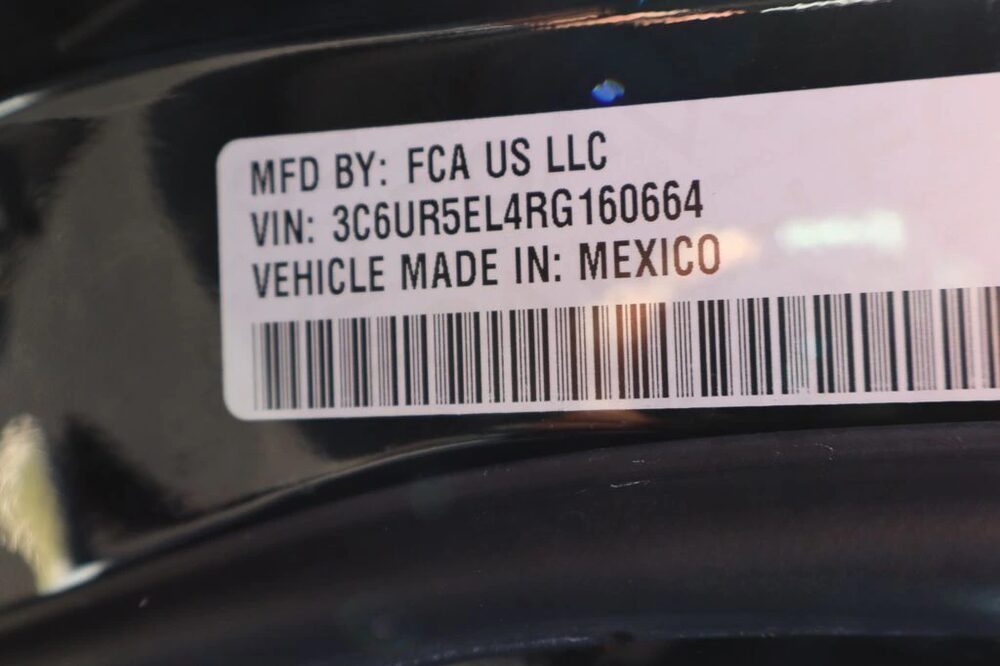 MFD BY: FCA US LLC
VIN: 3C6UR5EL4RG160664
VEHICLE MADE IN: MEXICO